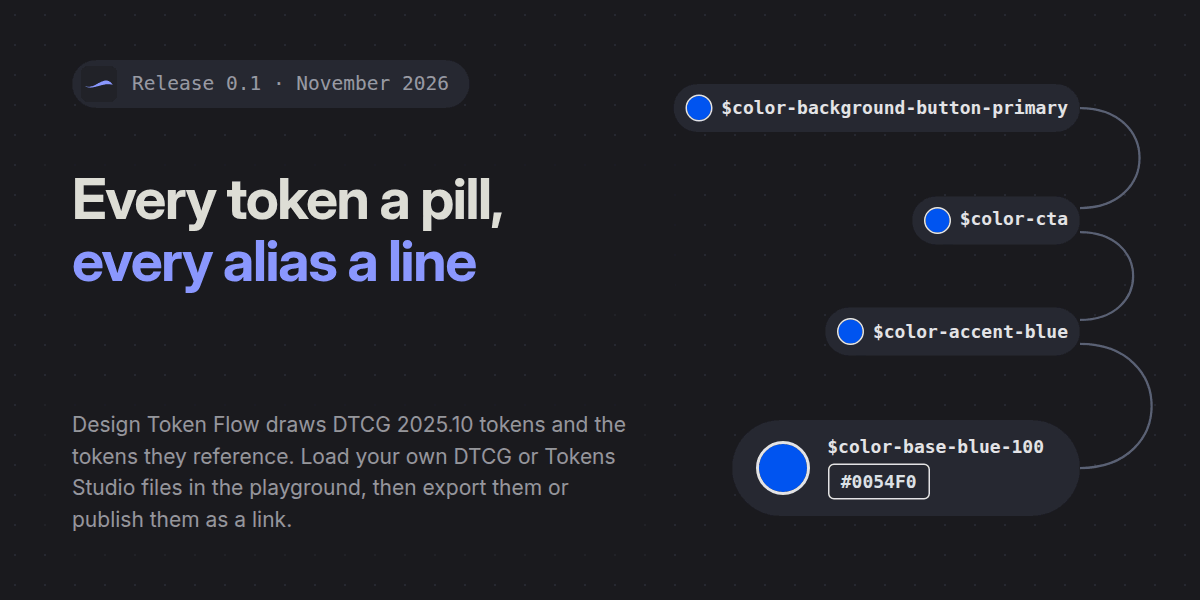 Release 0.1 · November 2026
Every token a pill,
every alias a line
Design Token Flow draws DTCG 2025.10 tokens and the
tokens they reference. Load your own DTCG or Tokens
Studio files in the playground, then export them or
publish them as a link.
$color-background-button-primary
$color-cta
$color-accent-blue
$color-base-blue-100
#0054F0